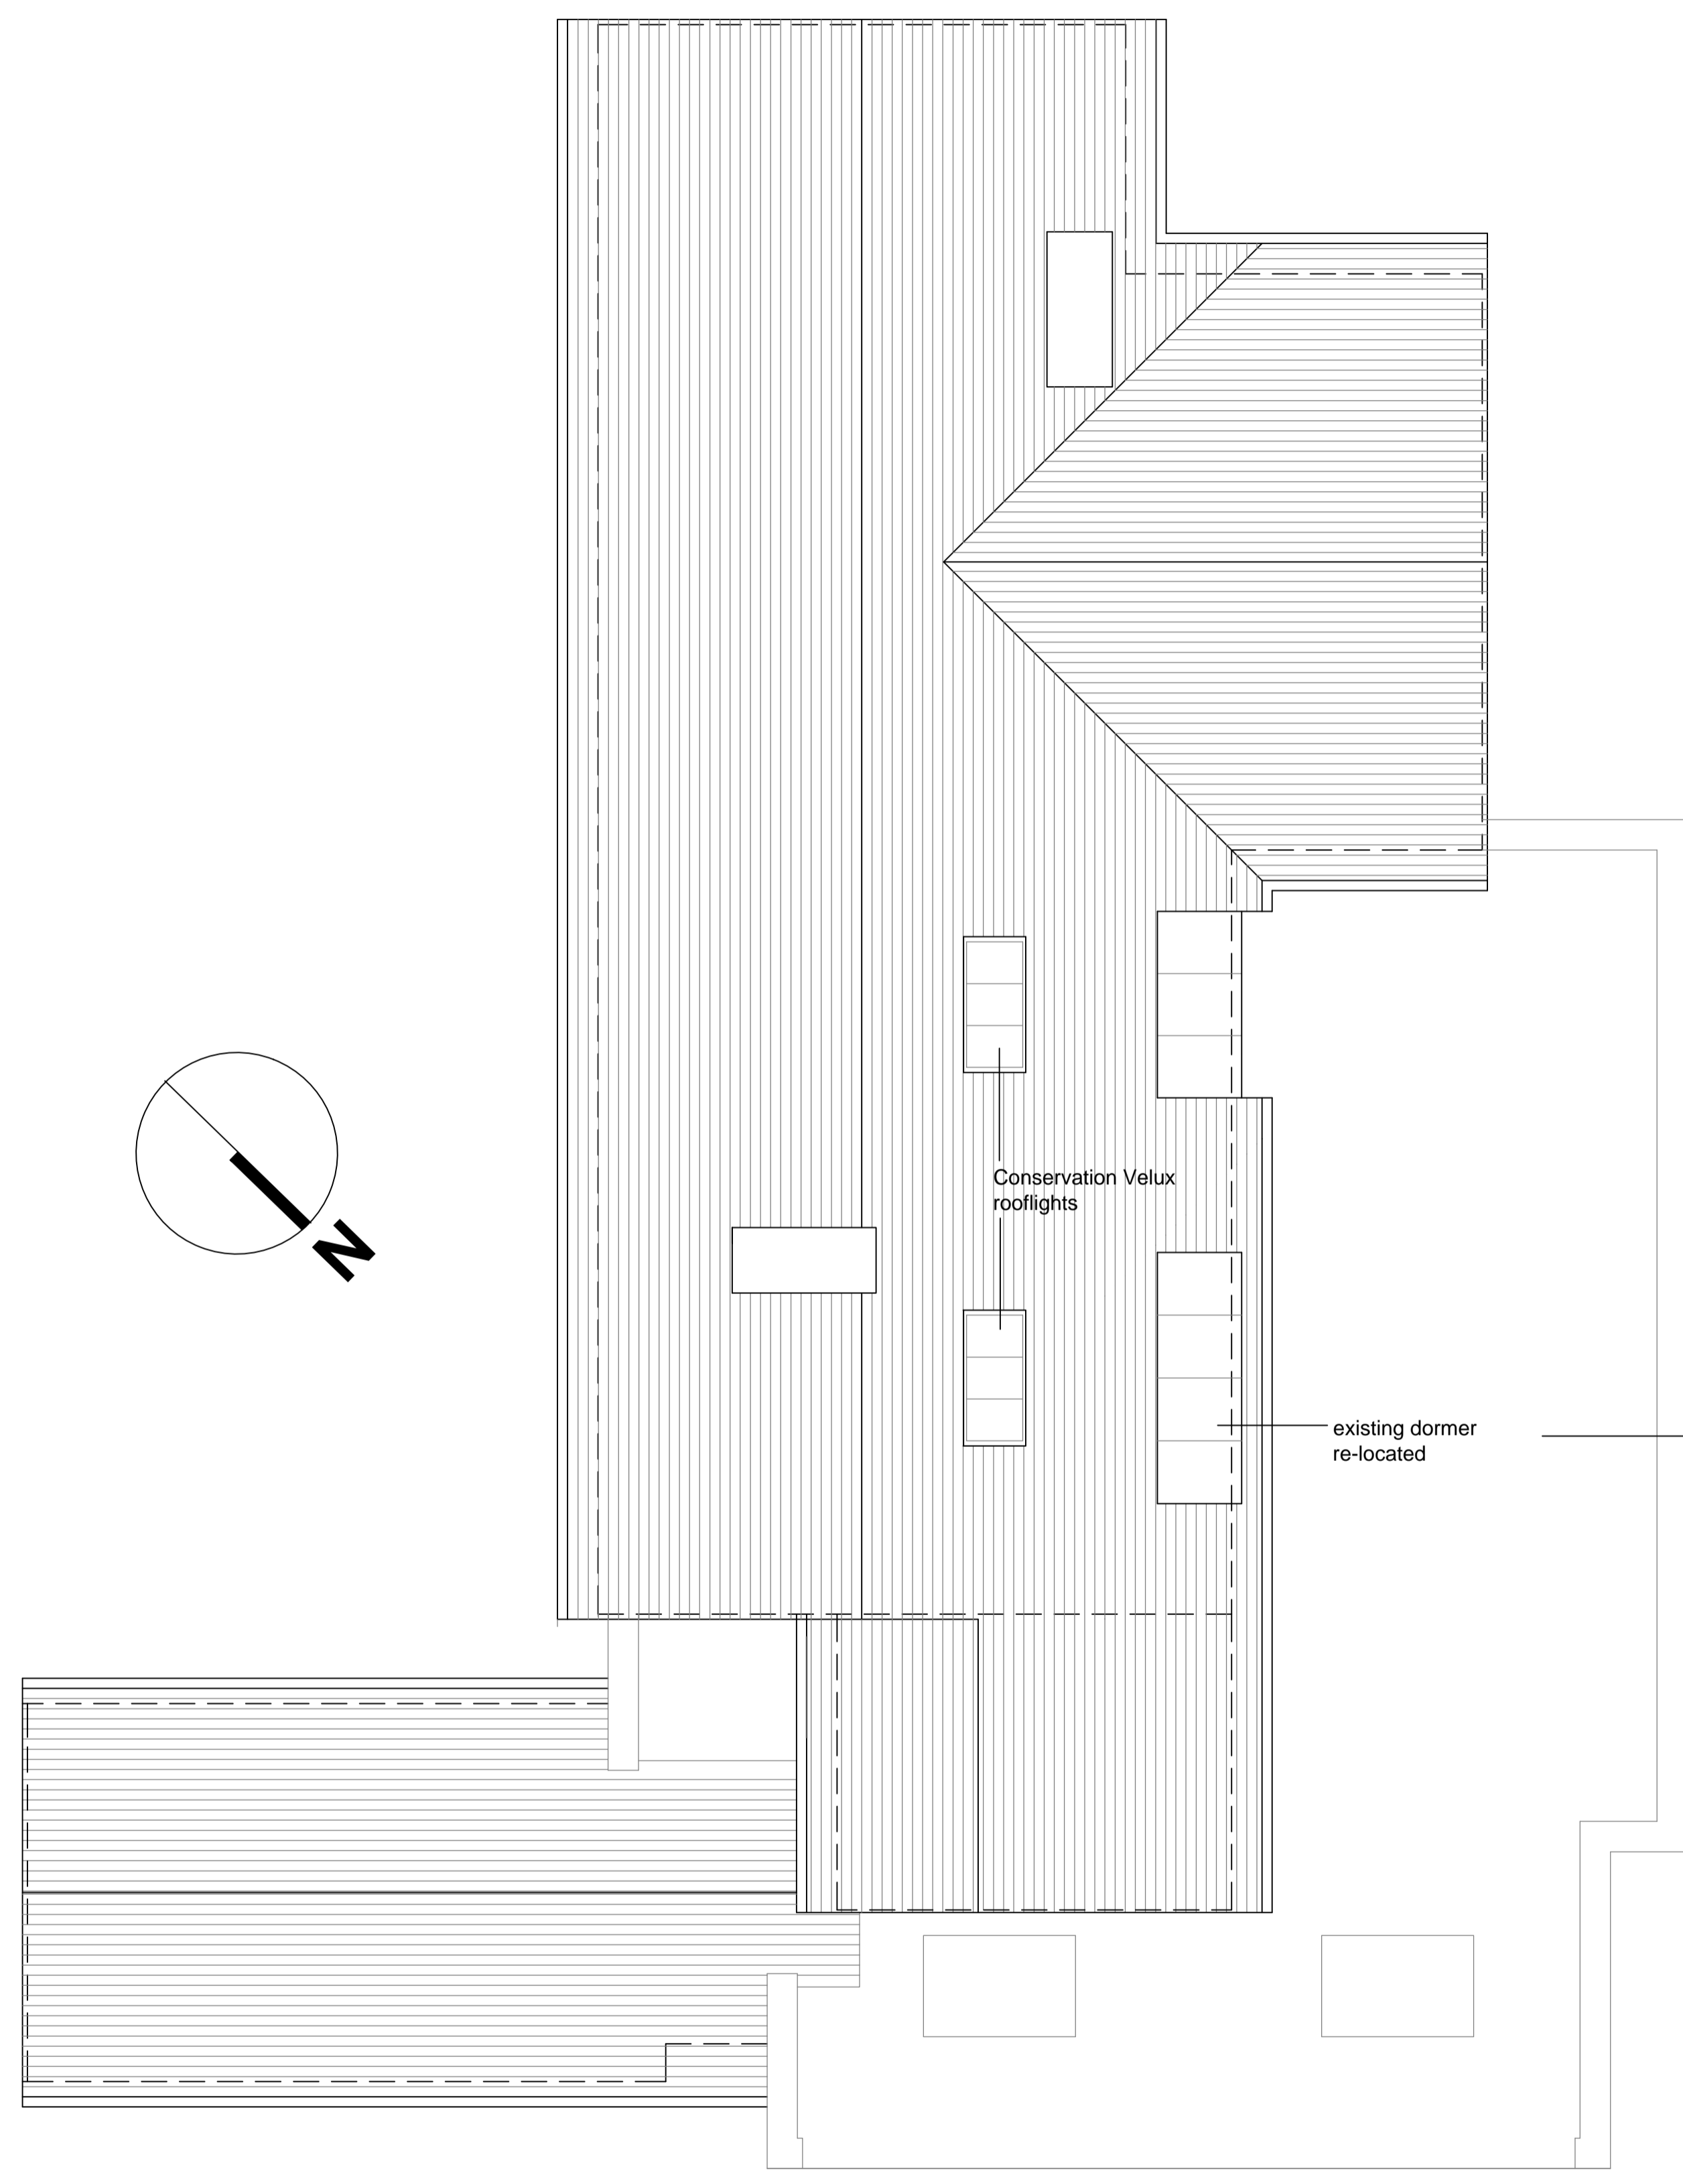 Conservation Velux
rooflights
N
existing dormer
re-located